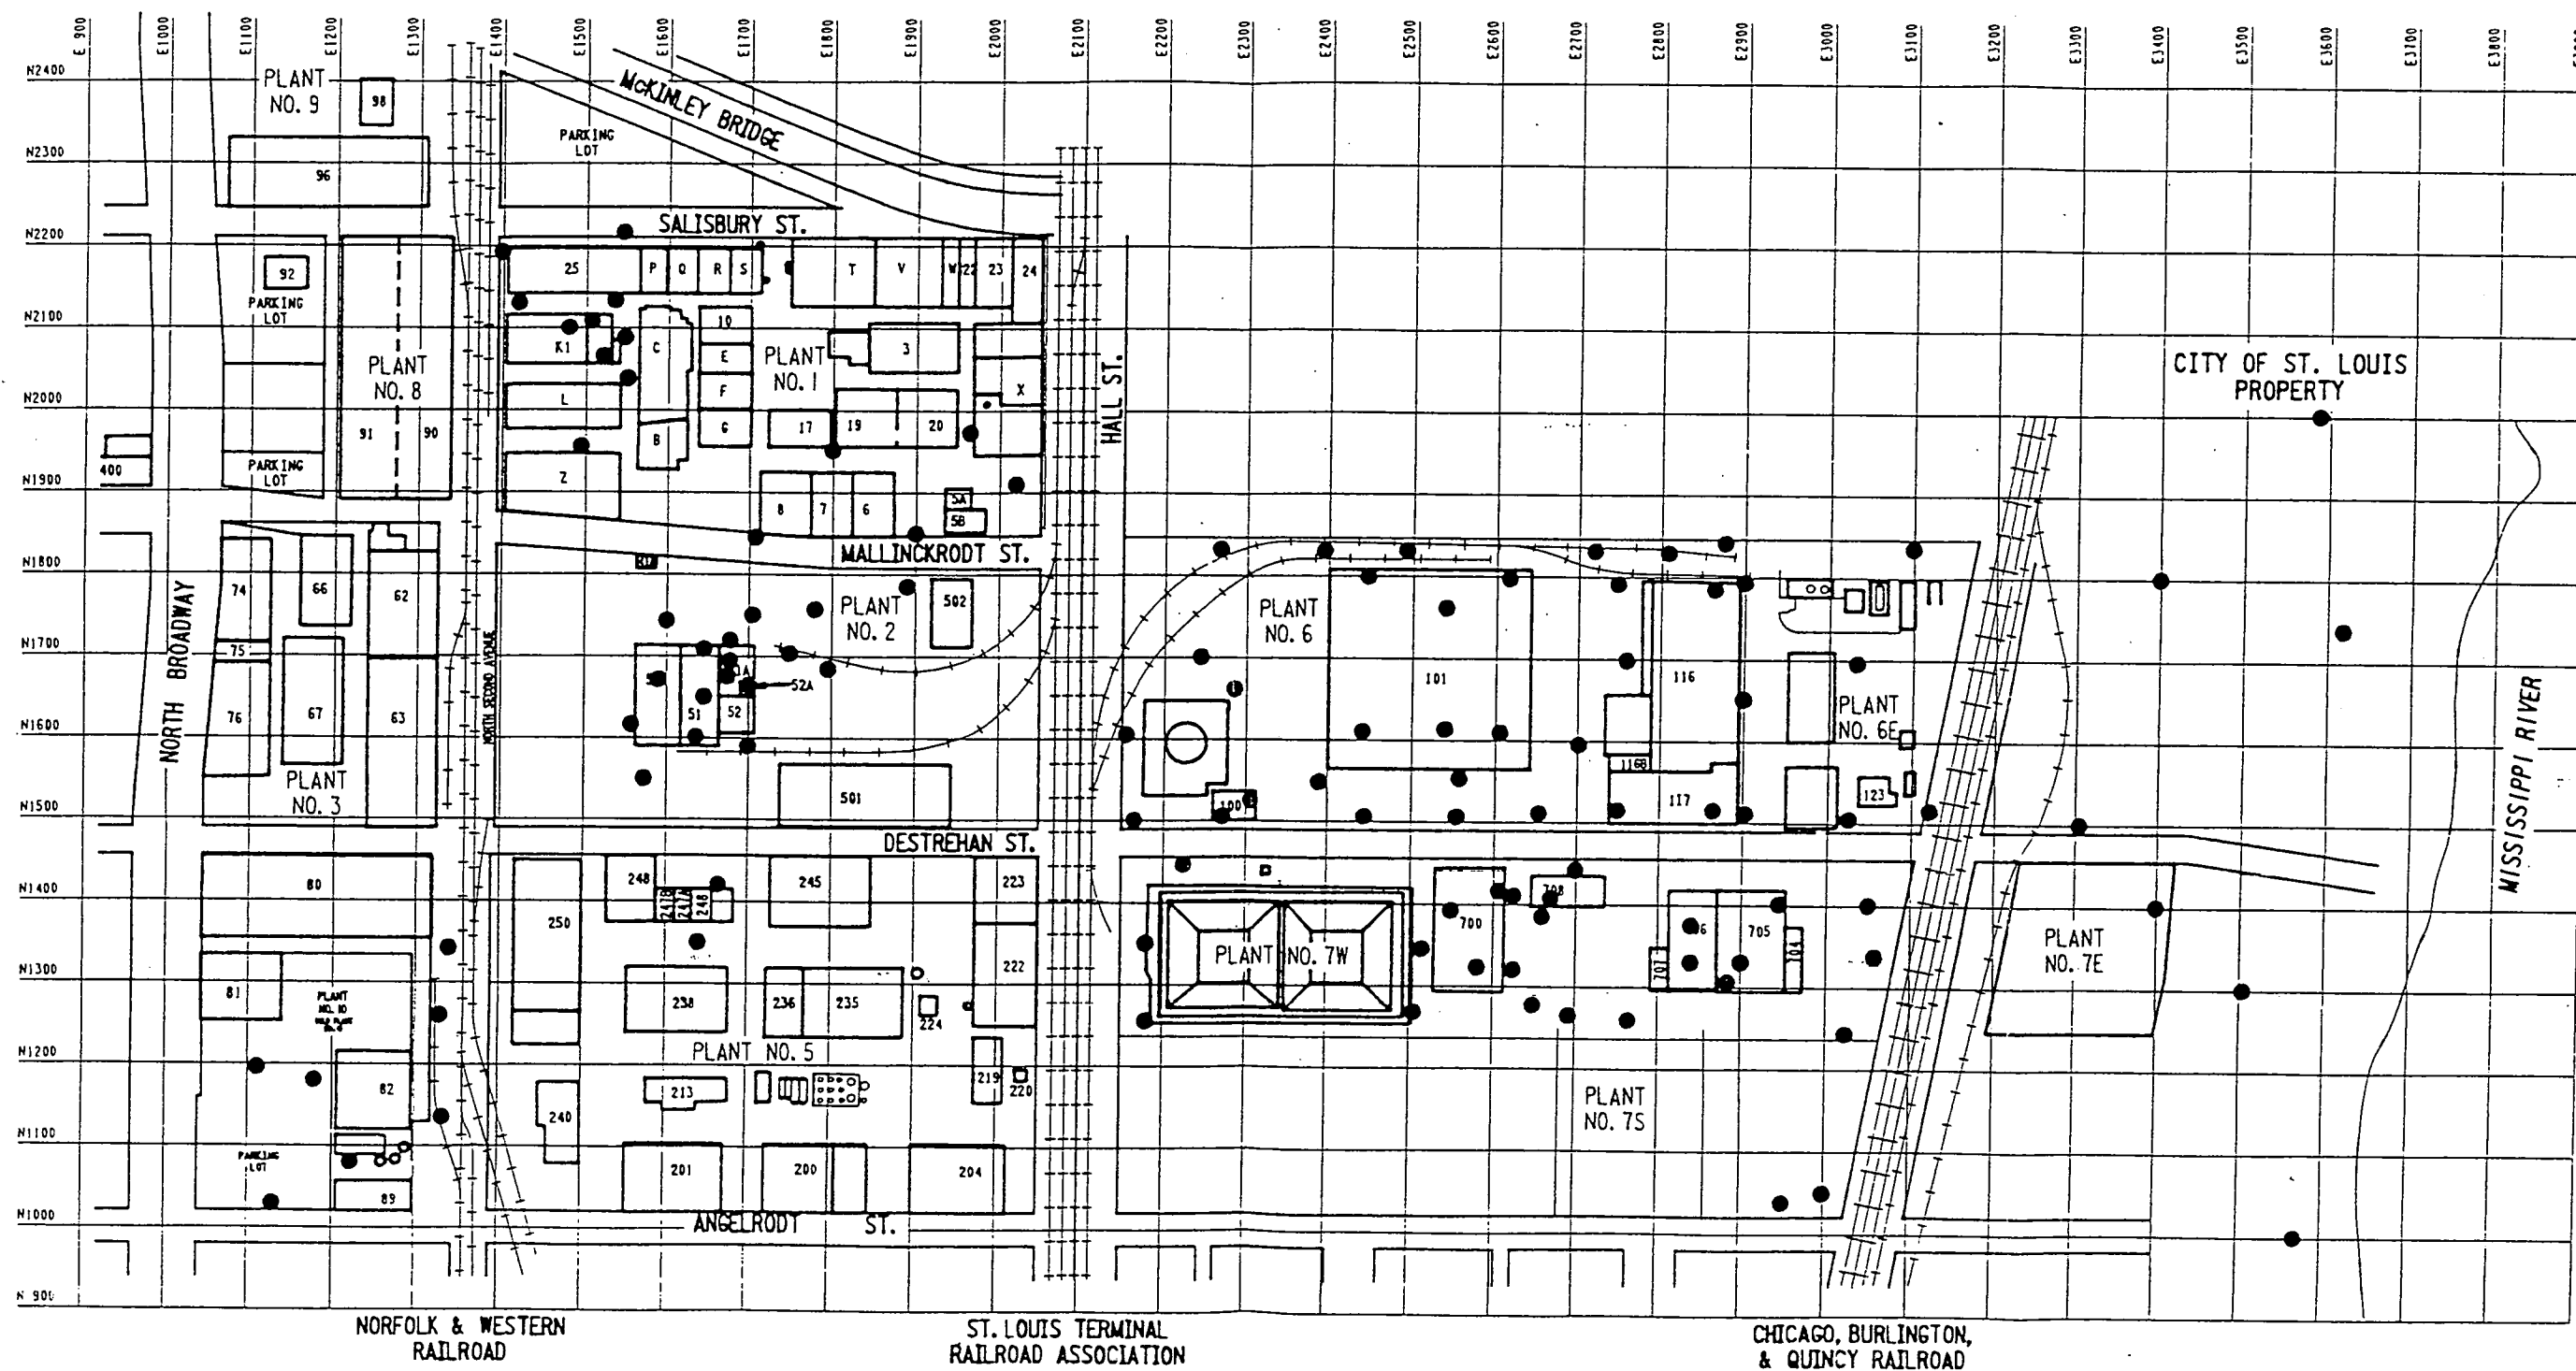 E 900
E1000
E1100
E1200
E1300
E1400
E1500
E1600
E1700
E1800
E1900
E2000
E2100
E2200
E2300
E2400
E2500
E2600
E2700
E2800
E2900
E3000
E3100
E3200
E3300
E3400
E3500
E3600
E3700
E3800
N2400
N2300
N2200
N2100
N2000
N1900
N1800
N1700
N1600
N1500
N1400
N1300
N1200
N1100
N1000
N 900
PLANT
NO. 9
98
96
PARKING
LOT
McKINLEY BRIDGE
SALISBURY ST.
92
PARKING
LOT
PLANT
NO. 8
91
90
PARKING
LOT
400
25
P
Q
R
S
T
V
W
22
23
24
K1
C
10
E
F
G
PLANT
NO. 1
3
X
L
B
17
19
20
Z
8
7
6
5A
5B
HALL ST.
MALLINCKRODT ST.
CITY OF ST. LOUIS
PROPERTY
NORTH BROADWAY
74
66
62
75
76
67
63
PLANT
NO. 3
NORTH SECOND AVENUE
PLANT
NO. 2
502
52A
51
52
501
DESTREHAN ST.
PLANT
NO. 6
101
116
116B
117
100
PLANT
NO. 6E
123
MISSISSIPPI RIVER
80
81
PLANT
NO. 10
82
PARKING
LOT
89
250
248
247B
247A
246
245
223
222
238
236
235
224
PLANT NO. 5
213
219
220
240
201
200
204
ANGELRODT ST.
PLANT NO. 7W
700
708
705
707
704
PLANT
NO. 7E
PLANT
NO. 7S
NORFOLK & WESTERN
RAILROAD
ST. LOUIS TERMINAL
RAILROAD ASSOCIATION
CHICAGO, BURLINGTON,
& QUINCY RAILROAD